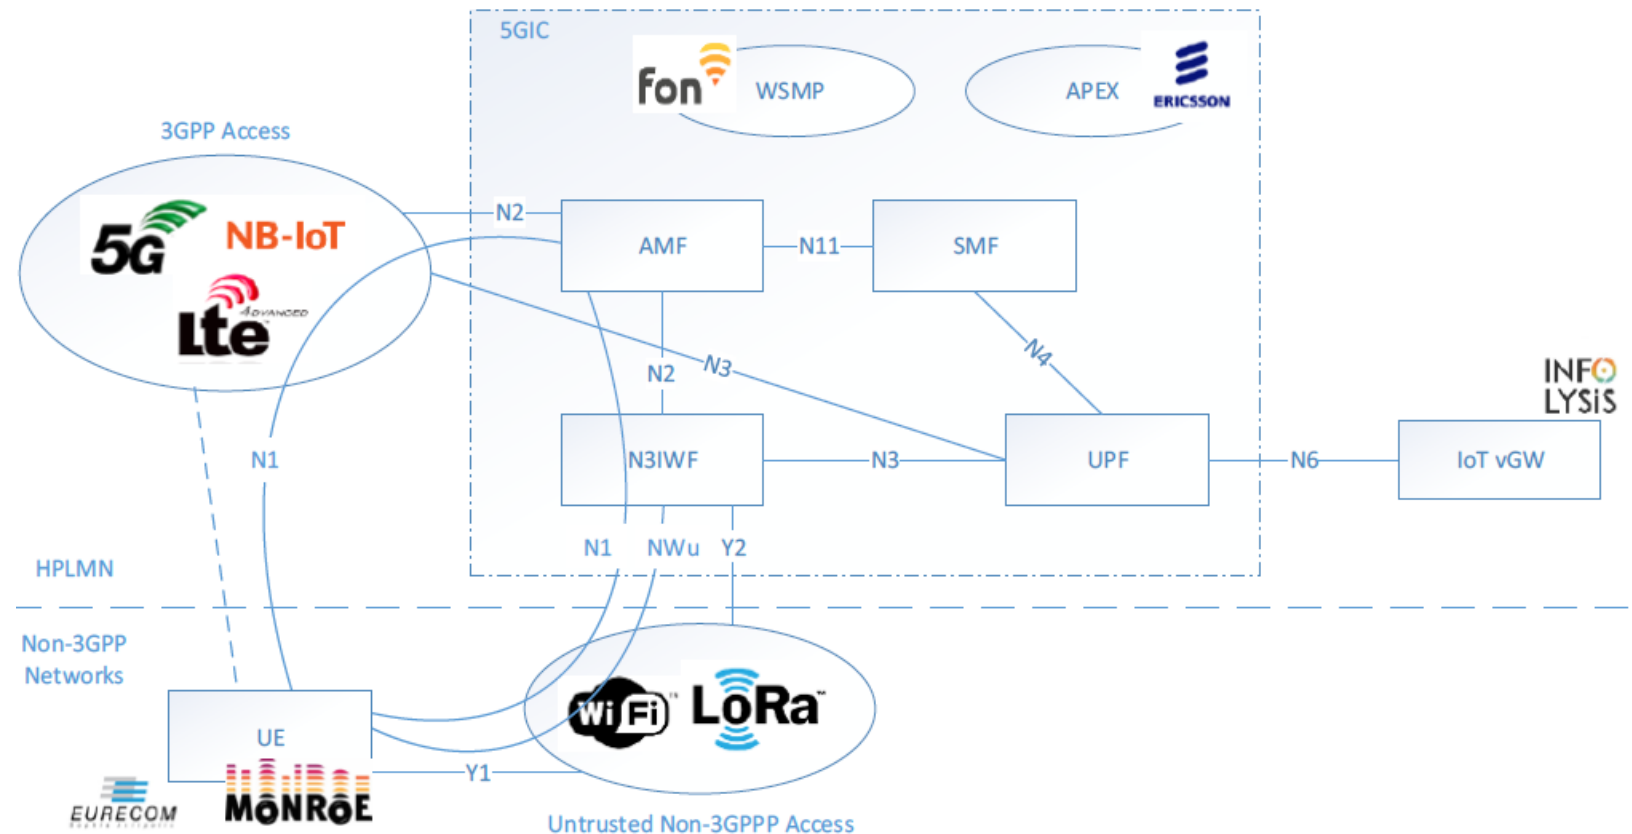 5GIC
fon
WSMP
APEX
ERICSSON
3GPP Access
5G
NB-IoT
Lte
ADVANCED
N2
AMF
N11
SMF
N4
N2
N3
INFO
LYSiS
N1
N3IWF
N3
UPF
N6
IoT vGW
N1
NWu
Y2
HPLMN
Non-3GPP
Networks
UE
WiFi
LoRa
EURECOM
MONROE
Y1
Untrusted Non-3GPPP Access